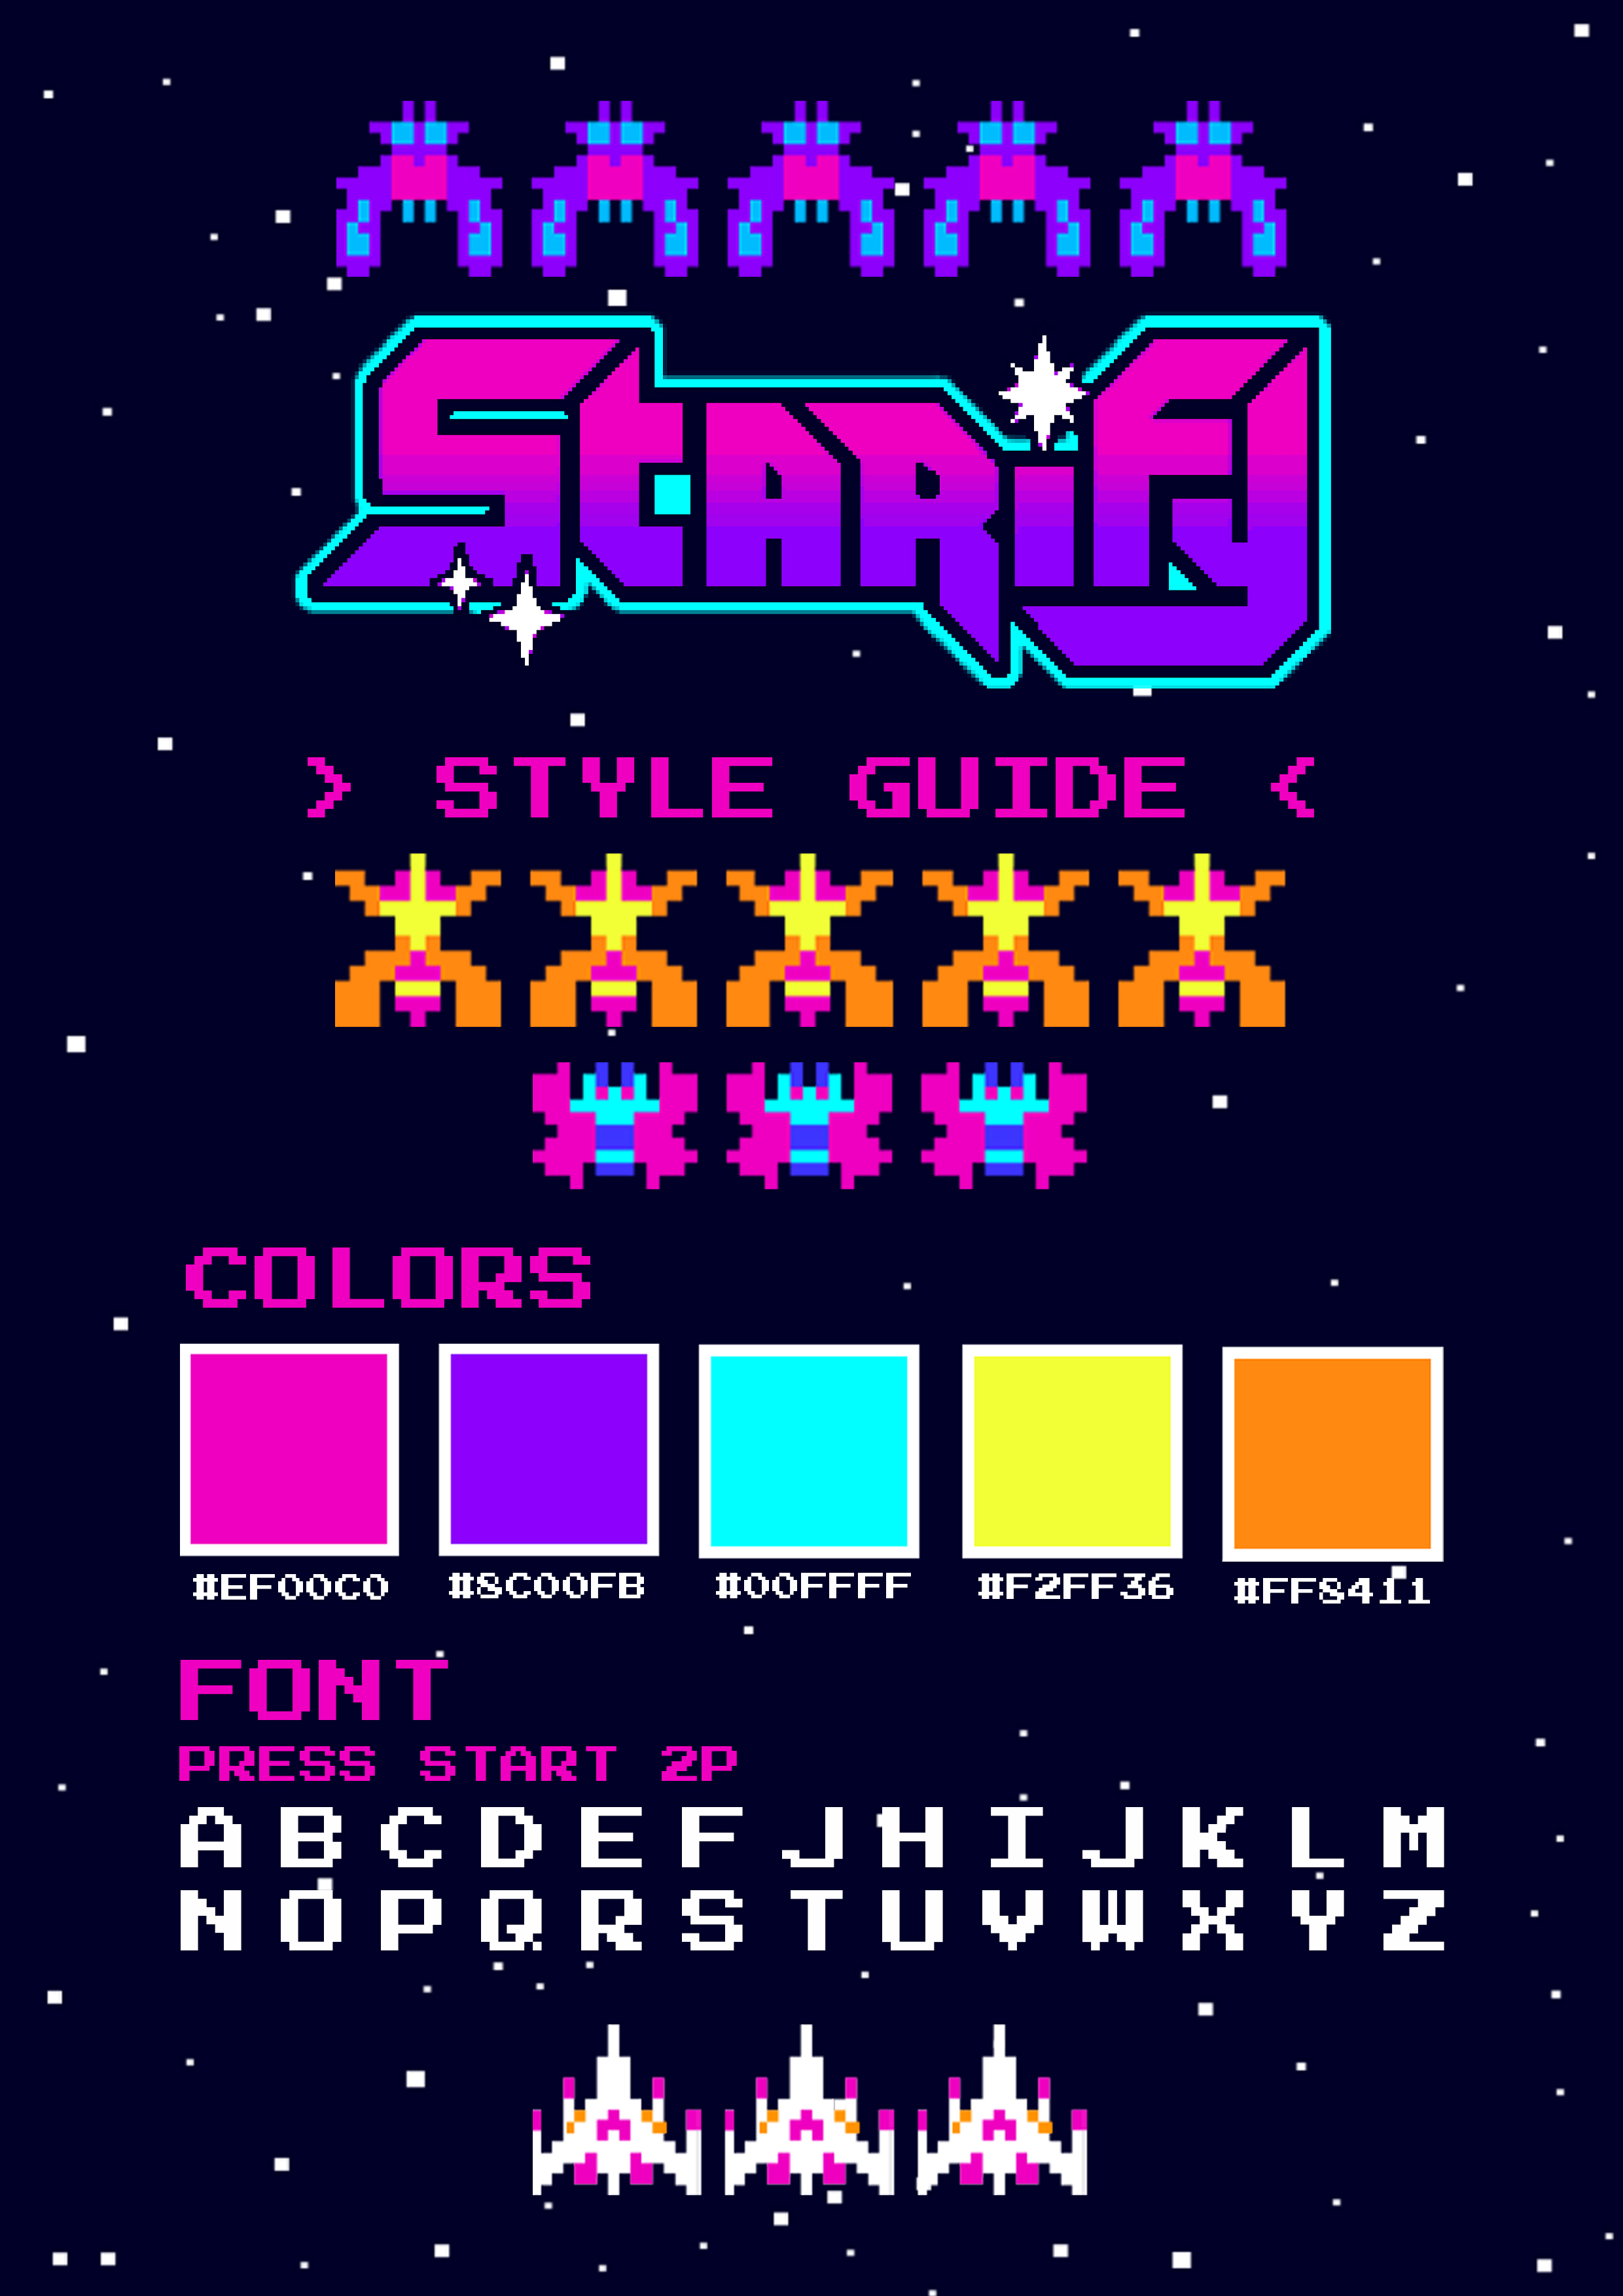 StARify
> STYLE GUIDE <
COLORS
#EF00C0 #8C00FB #00FFFF #F2FF36 #FF8411
FONT
PRESS START 2P
A B C D E F J H I J K L M
N O P Q R S T U V W X Y Z